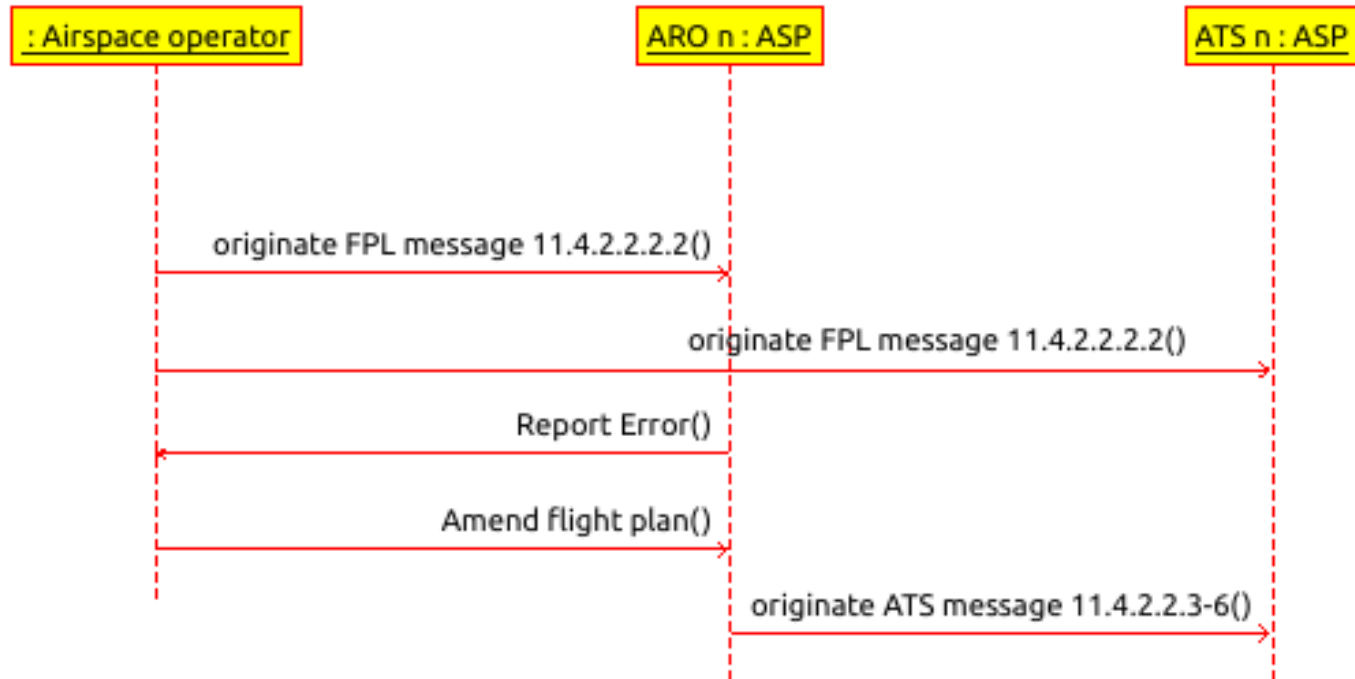 : Airspace operator
ARO n : ASP
ATS n : ASP
originate FPL message 11.4.2.2.2.2()
originate FPL message 11.4.2.2.2.2()
Report Error()
Amend flight plan()
originate ATS message 11.4.2.2.3-6()